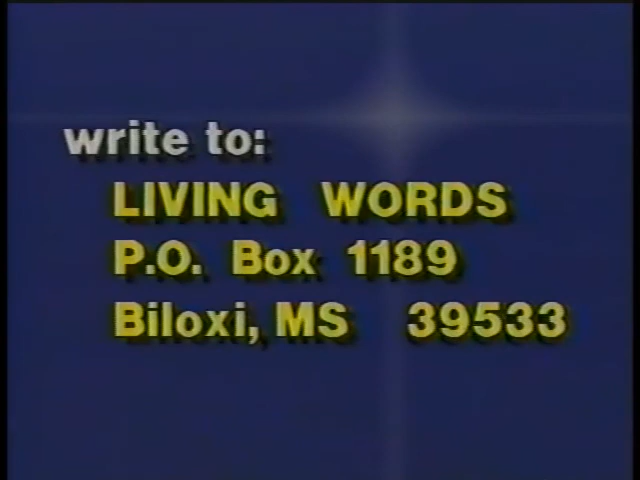 write to:
LIVING WORDS
P.O. Box 1189
Biloxi, MS 39533